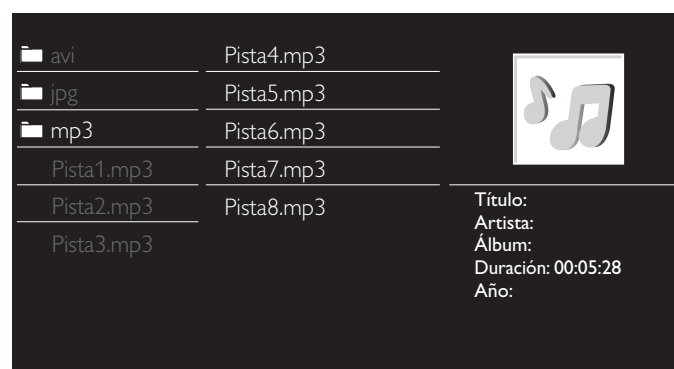 avi
jpg
mp3
Pista1.mp3
Pista2.mp3
Pista3.mp3
Pista4.mp3
Pista5.mp3
Pista6.mp3
Pista7.mp3
Pista8.mp3
Título:
Artista:
Álbum:
Duración: 00:05:28
Año: